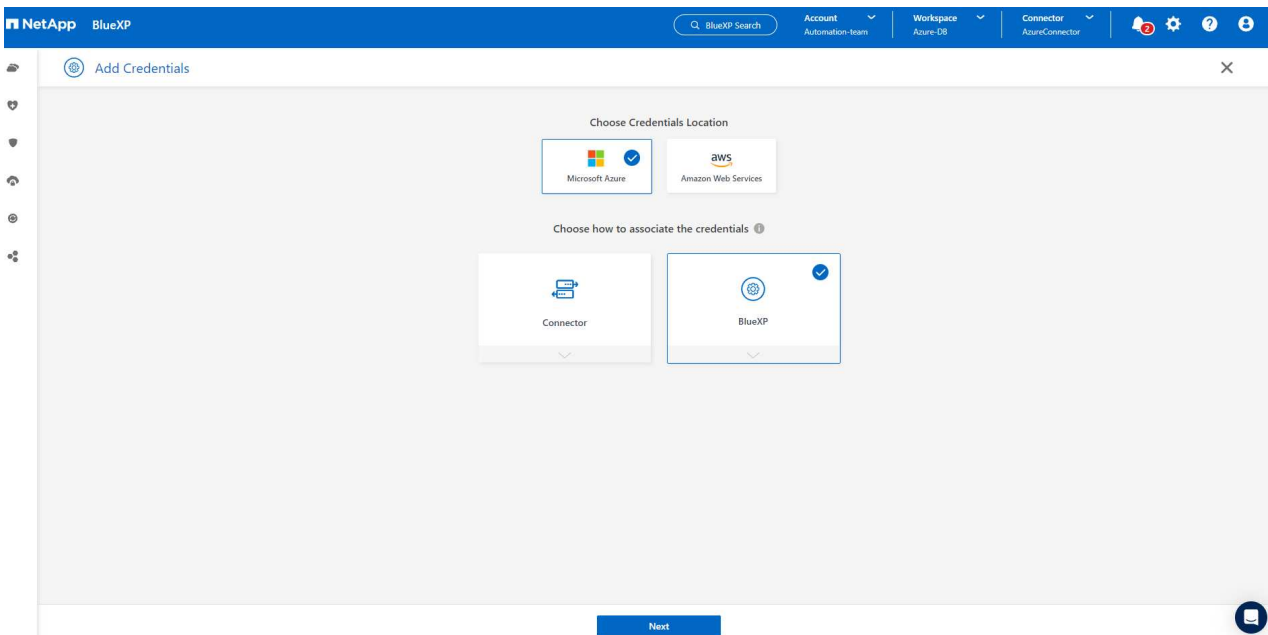 NetApp BlueXP
BlueXP Search
Account
Automation-team
Workspace
Azure-DB
Connector
AzureConnector
2
Add Credentials
Choose Credentials Location
Microsoft Azure
aws
Amazon Web Services
Choose how to associate the credentials
Connector
BlueXP
Next